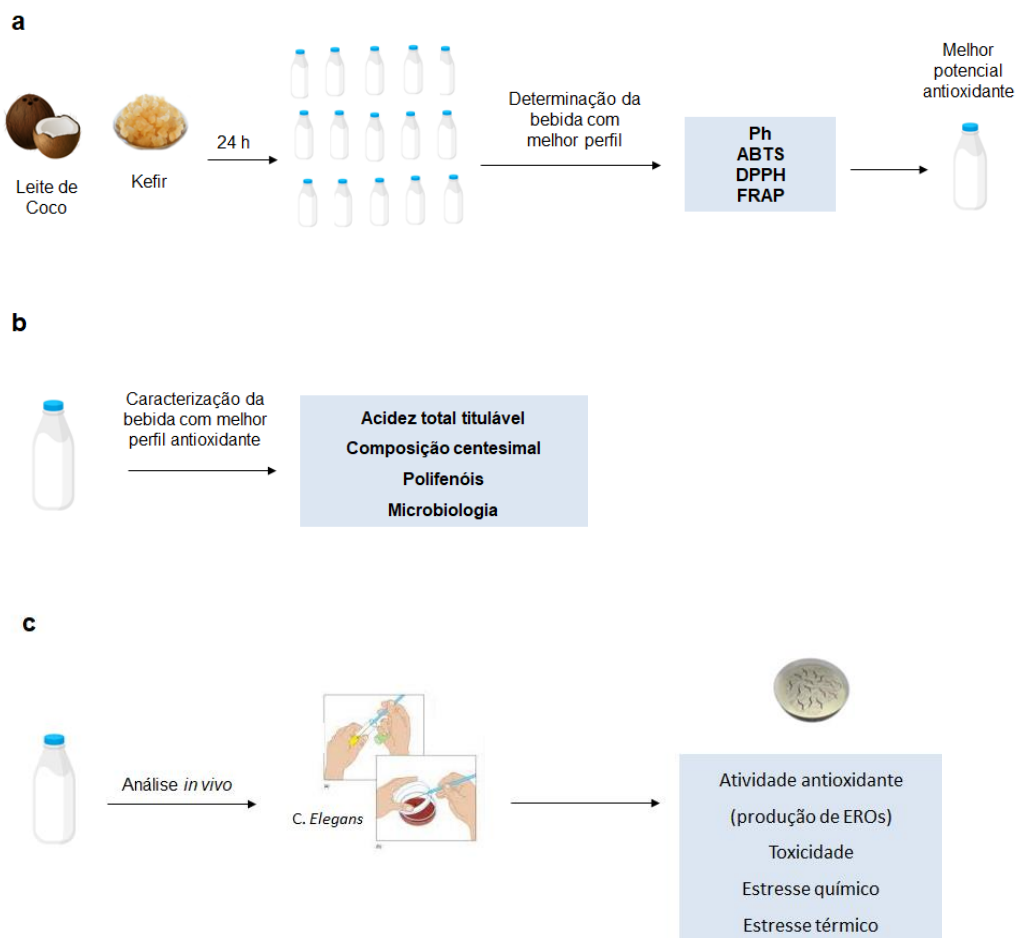 a
Leite de
Coco
Kefir
24 h
Determinação da
bebida com
melhor perfil
Ph
ABTS
DPPH
FRAP
Melhor
potencial
antioxidante
b
Caracterização da
bebida com melhor
perfil antioxidante
Acidez total titulável
Composição centesimal
Polifenóis
Microbiologia
c
Análise in vivo
C. Elegans
Atividade antioxidante
(produção de EROs)
Toxicidade
Estresse químico
Estresse térmico